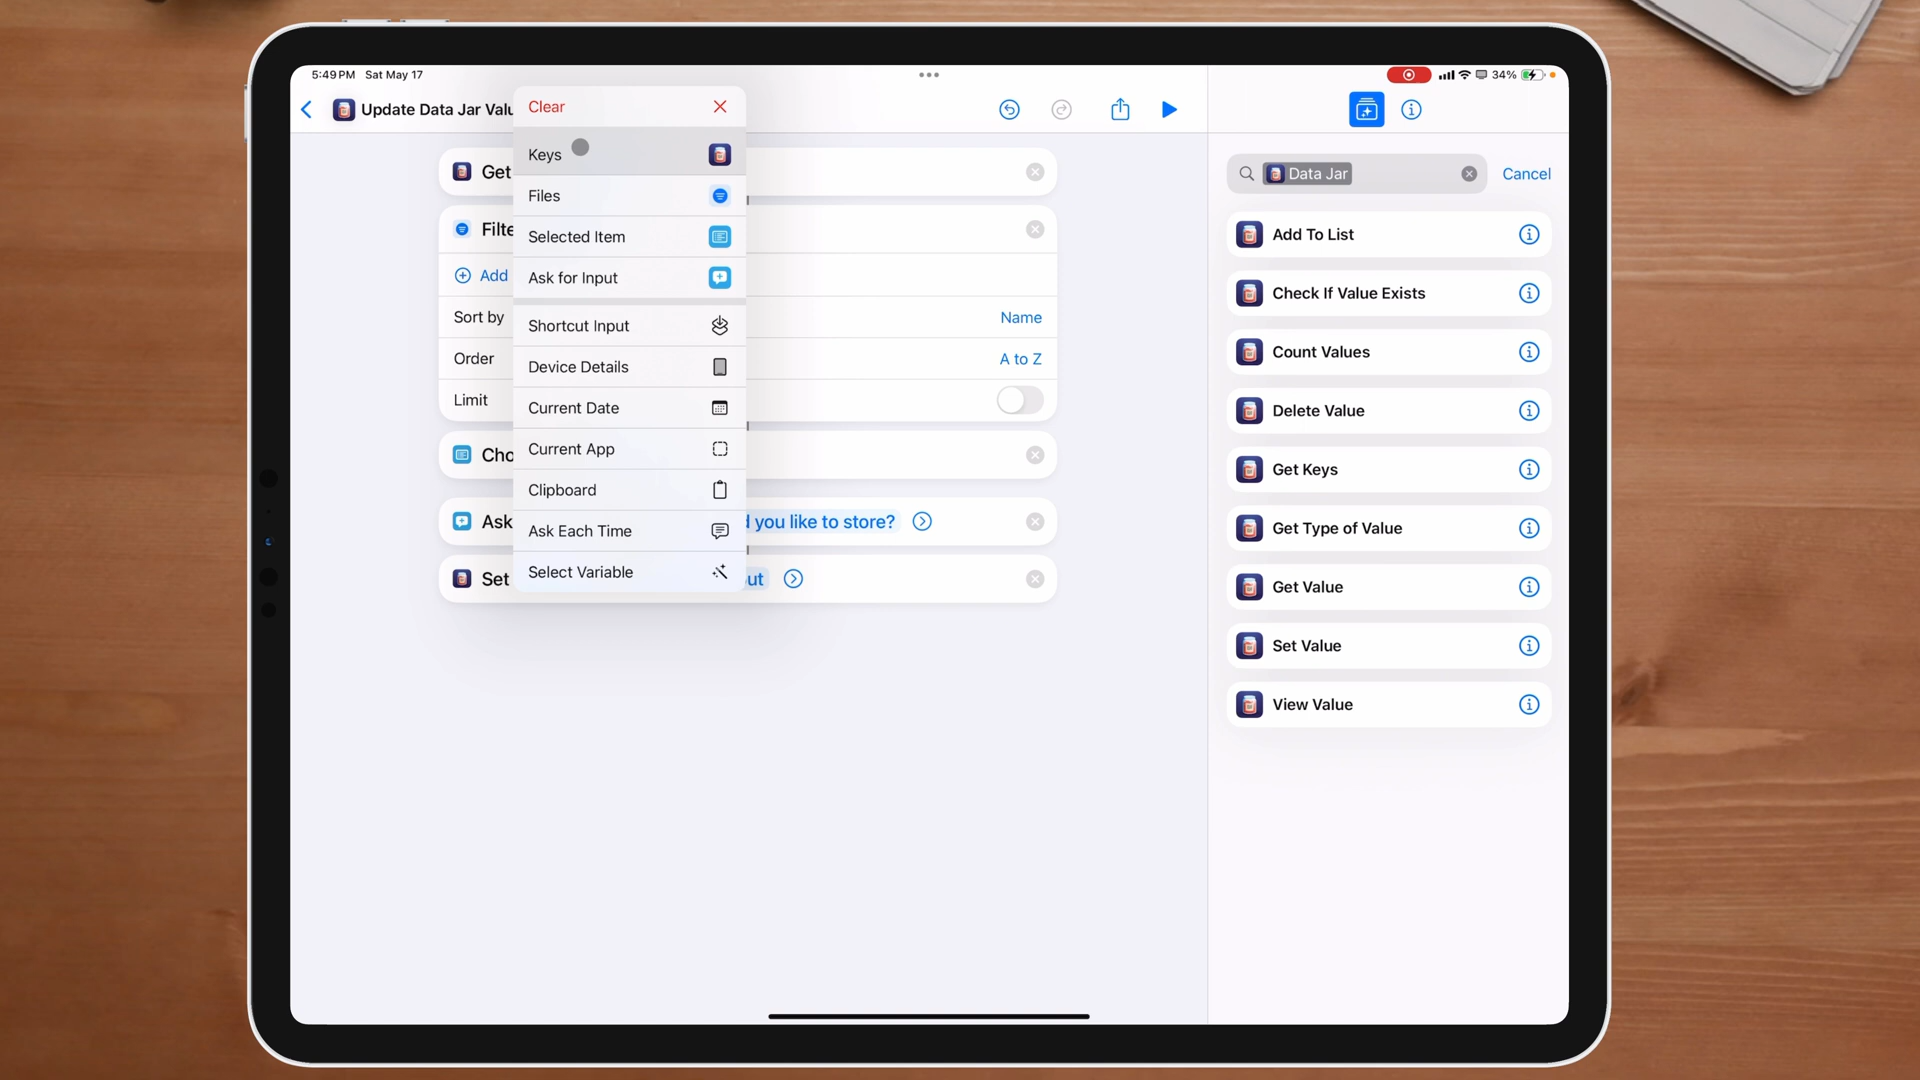 5:49 PM Sat May 17
34%
Update Data Jar Valu
Clear
Keys
Files
Selected Item
Ask for Input
Shortcut Input
Device Details
Current Date
Current App
Clipboard
Ask Each Time
Select Variable
Get
Filte
Add
Sort by Name
Order A to Z
Limit
Cho
Ask d you like to store?
Set ut
Data Jar
Cancel
Add To List
Check If Value Exists
Count Values
Delete Value
Get Keys
Get Type of Value
Get Value
Set Value
View Value